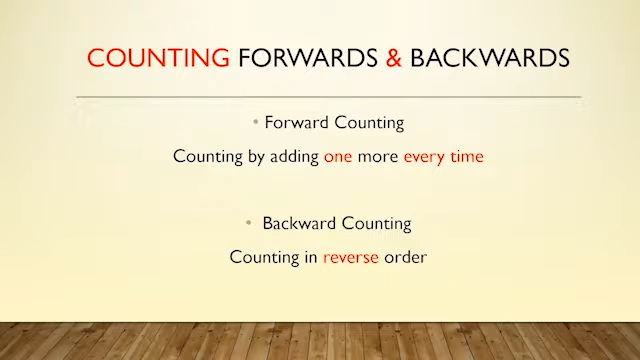 COUNTING FORWARDS & BACKWARDS
• Forward Counting
Counting by adding one more every time
• Backward Counting
Counting in reverse order